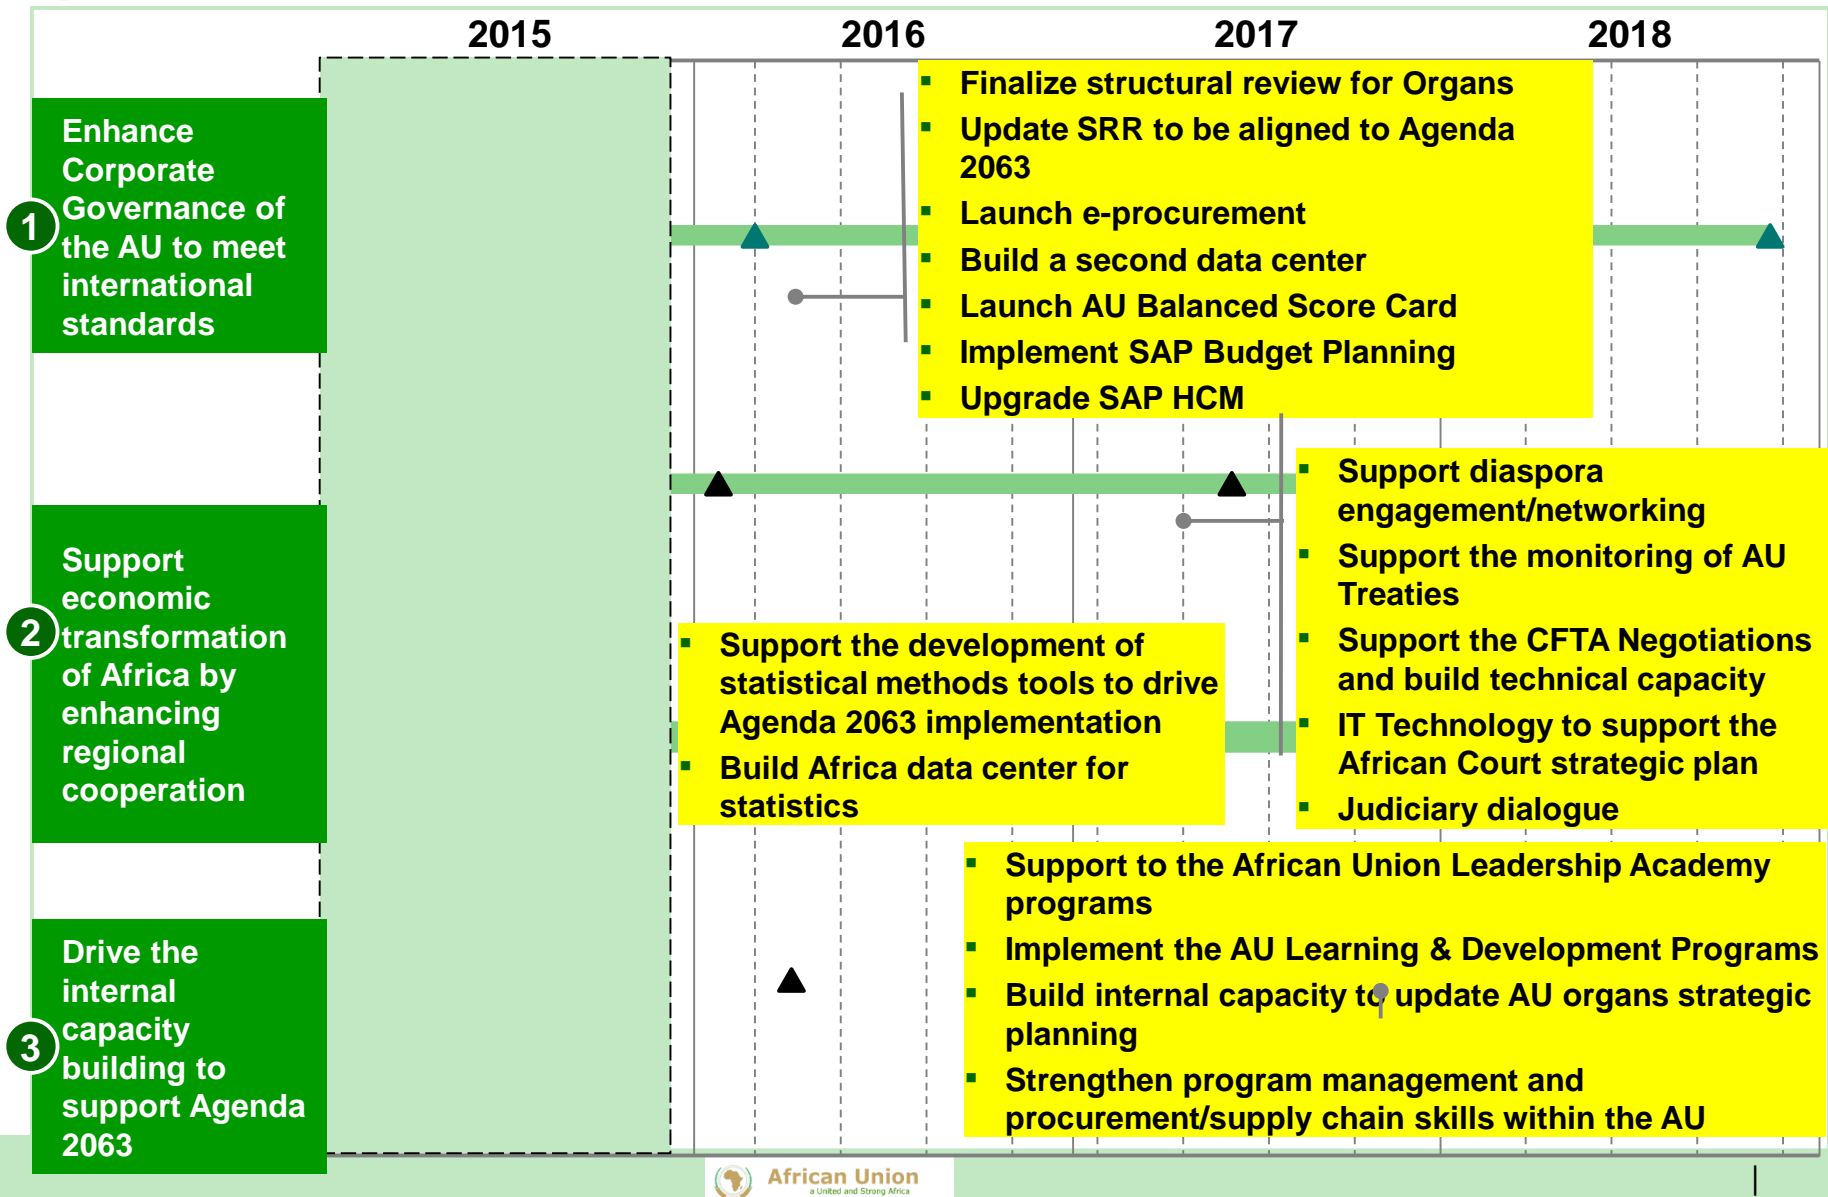 2015
2016
2017
2018
1
Enhance
Corporate
Governance of
the AU to meet
international
standards
▪ Finalize structural review for Organs
▪ Update SRR to be aligned to Agenda
2063
▪ Launch e-procurement
▪ Build a second data center
▪ Launch AU Balanced Score Card
▪ Implement SAP Budget Planning
▪ Upgrade SAP HCM
2
Support
economic
transformation
of Africa by
enhancing
regional
cooperation
▪ Support the development of
statistical methods tools to drive
Agenda 2063 implementation
▪ Build Africa data center for
statistics
▪ Support diaspora
engagement/networking
▪ Support the monitoring of AU
Treaties
▪ Support the CFTA Negotiations
and build technical capacity
▪ IT Technology to support the
African Court strategic plan
▪ Judiciary dialogue
3
Drive the
internal
capacity
building to
support Agenda
2063
▪ Support to the African Union Leadership Academy
programs
▪ Implement the AU Learning & Development Programs
▪ Build internal capacity to update AU organs strategic
planning
▪ Strengthen program management and
procurement/supply chain skills within the AU
African Union
a United and Strong Africa